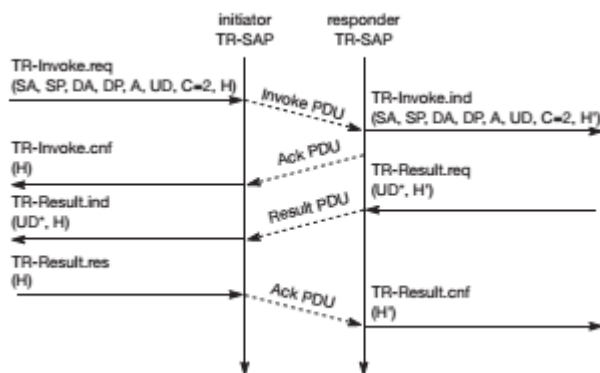 initiator
TR-SAP
responder
TR-SAP
TR-Invoke.req
(SA, SP, DA, DP, A, UD, C=2, H)
Invoke PDU
TR-Invoke.ind
(SA, SP, DA, DP, A, UD, C=2, H')
Ack PDU
TR-Invoke.cnf
(H)
TR-Result.req
(UD*, H')
TR-Result.ind
(UD*, H)
Result PDU
TR-Result.res
(H)
Ack PDU
TR-Result.cnf
(H')